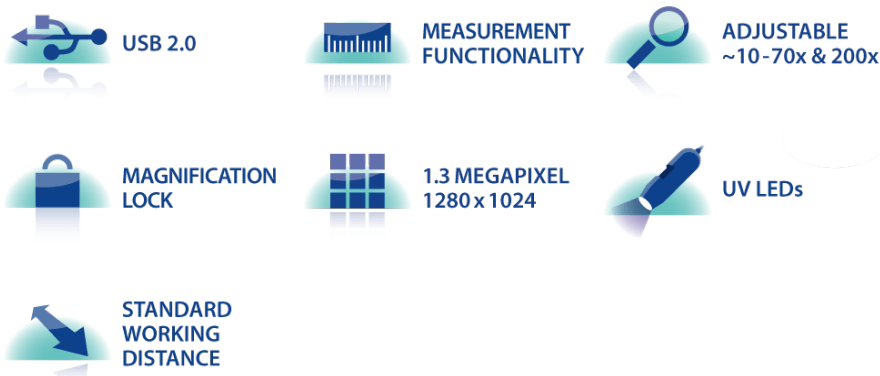 USB 2.0
MEASUREMENT
FUNCTIONALITY
ADJUSTABLE
~10-70x & 200x
MAGNIFICATION
LOCK
1.3 MEGAPIXEL
1280 x 1024
UV LEDs
STANDARD
WORKING
DISTANCE